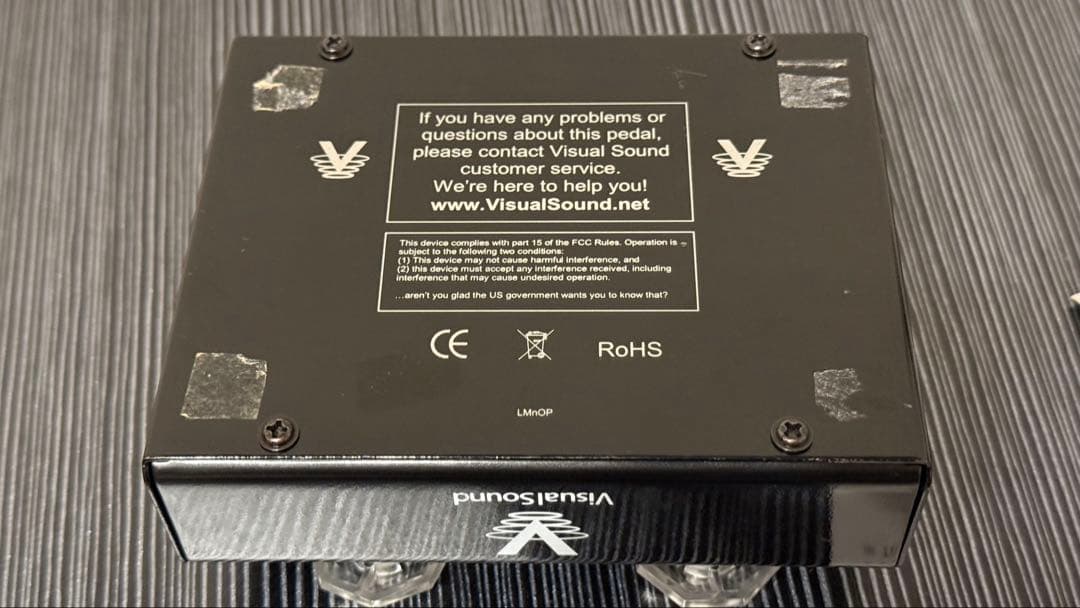 If you have any problems or
questions about this pedal,
please contact Visual Sound
customer service.
We're here to help you!
www.VisualSound.net
This device complies with part 15 of the FCC Rules. Operation is
subject to the following two conditions:
(1) This device may not cause harmful interference, and
(2) this device must accept any interference received, including
interference that may cause undesired operation.
...aren't you glad the US government wants you to know that?
CE
RoHS
LMnOP
VisualSound